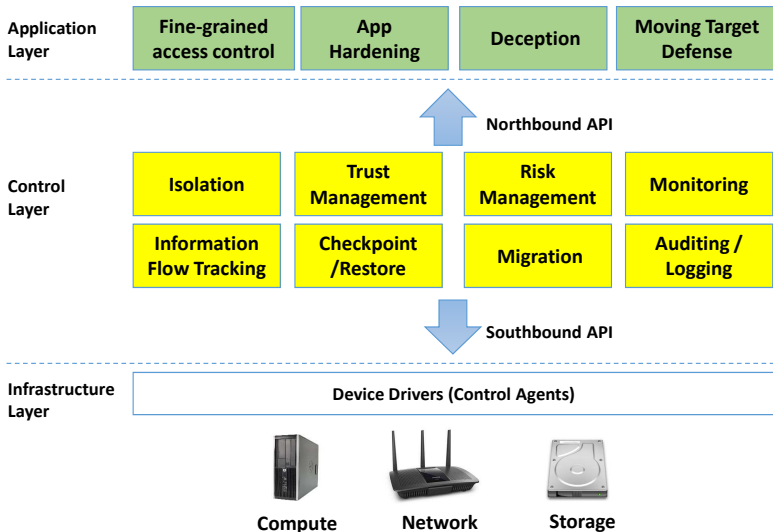 Application
Layer
Fine-grained
access control
App
Hardening
Deception
Moving Target
Defense
Northbound API
Control
Layer
Isolation
Trust
Management
Risk
Management
Monitoring
Information
Flow Tracking
Checkpoint
/Restore
Migration
Auditing /
Logging
Southbound API
Infrastructure
Layer
Device Drivers (Control Agents)
Compute
Network
Storage